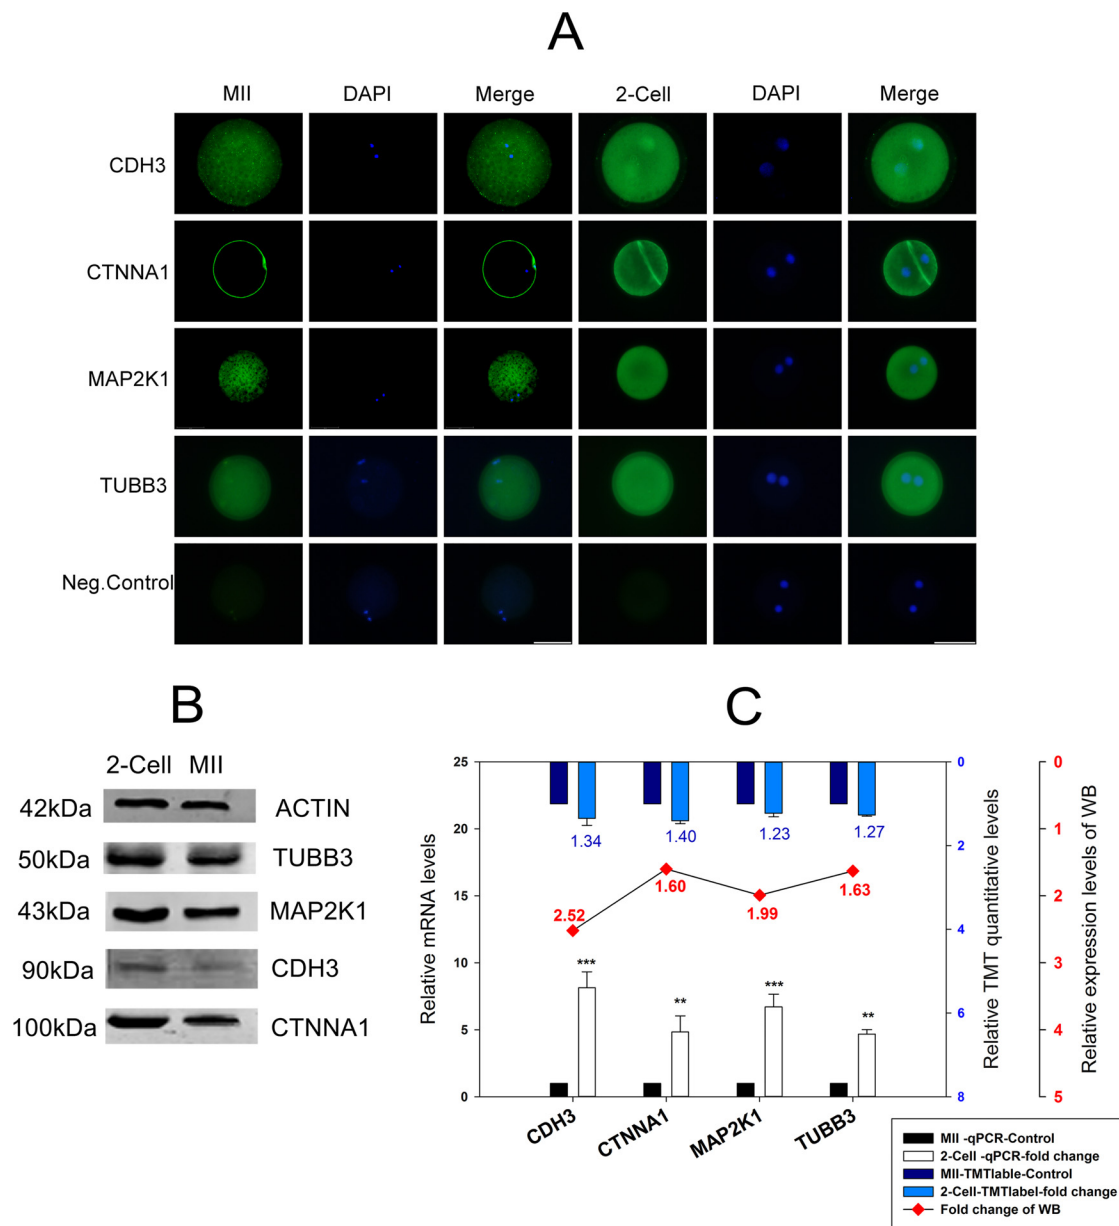 A
MII DAPI Merge 2-Cell DAPI Merge
CDH3
CTNNA1
MAP2K1
TUBB3
Neg.Control
B
2-Cell MII
42kDa ACTIN
50kDa TUBB3
43kDa MAP2K1
90kDa CDH3
100kDa CTNNA1
C
Relative mRNA levels
25
20
15
10
5
0
1.34 1.40 1.23 1.27
2.52 1.60 1.99 1.63
*** ** *** **
CDH3 CTNNA1 MAP2K1 TUBB3
0
2
4
6
8
Relative TMT quantitative levels
0
1
2
3
4
5
Relative expression levels of WB
MII -qPCR-Control
2-Cell -qPCR-fold change
MII-TMTlable-Control
2-Cell-TMTlabel-fold change
Fold change of WB